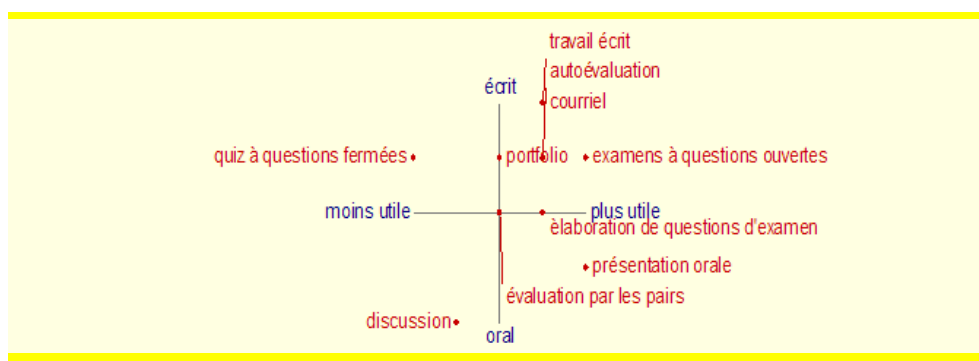 travail écrit
autoévaluation
écrit
courriel
quiz à questions fermées
portfolio
examens à questions ouvertes
moins utile
plus utile
èlaboration de questions d'examen
présentation orale
évaluation par les pairs
discussion
oral